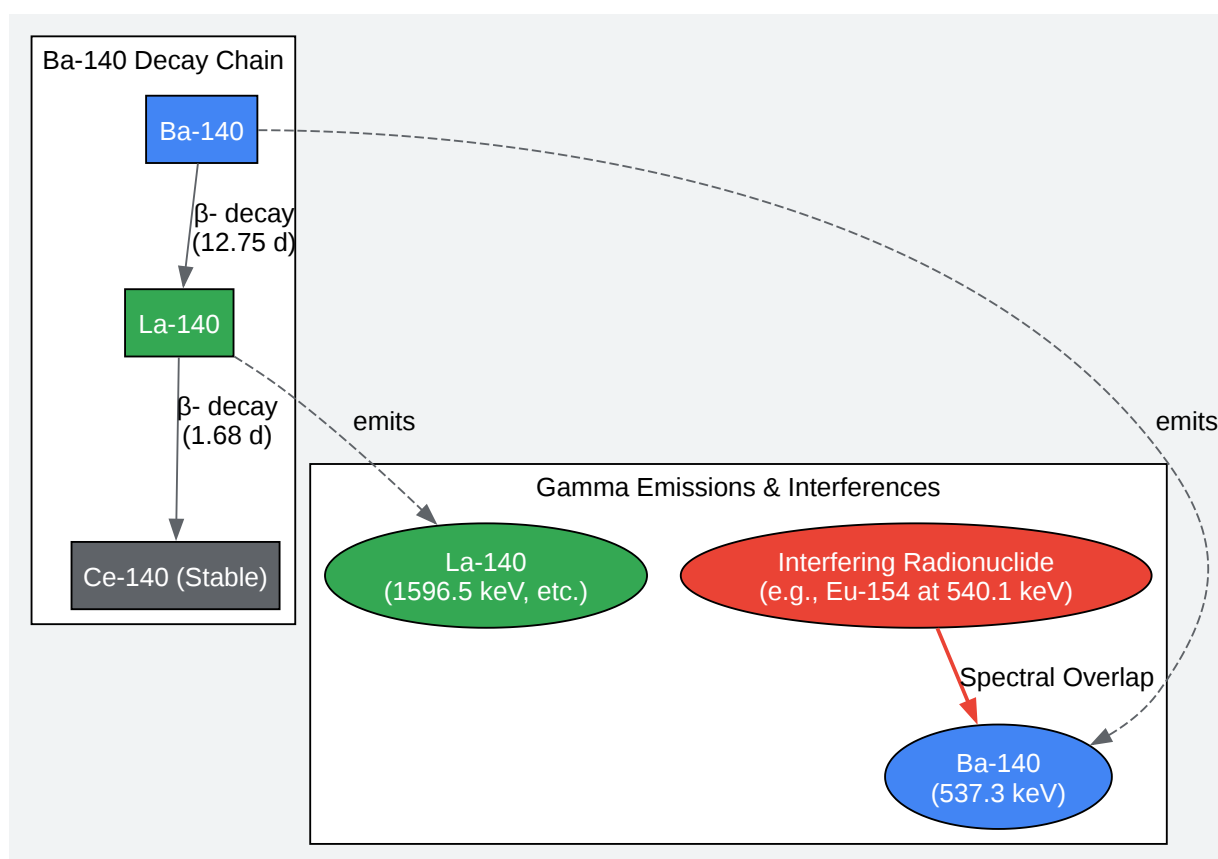 Ba-140 Decay Chain
Ba-140
β- decay
(12.75 d)
La-140
β- decay
(1.68 d)
Ce-140 (Stable)
emits
emits
Gamma Emissions & Interferences
La-140
(1596.5 keV, etc.)
Interfering Radionuclide
(e.g., Eu-154 at 540.1 keV)
Spectral Overlap
Ba-140
(537.3 keV)